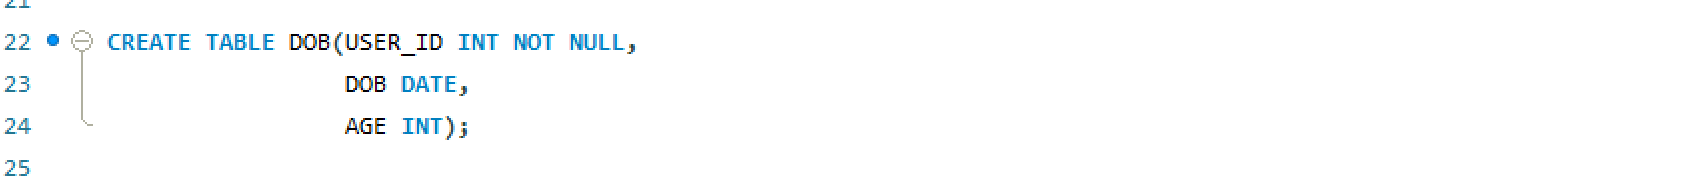 21
22 CREATE TABLE DOB(USER_ID INT NOT NULL,
23 DOB DATE,
24 AGE INT);
25